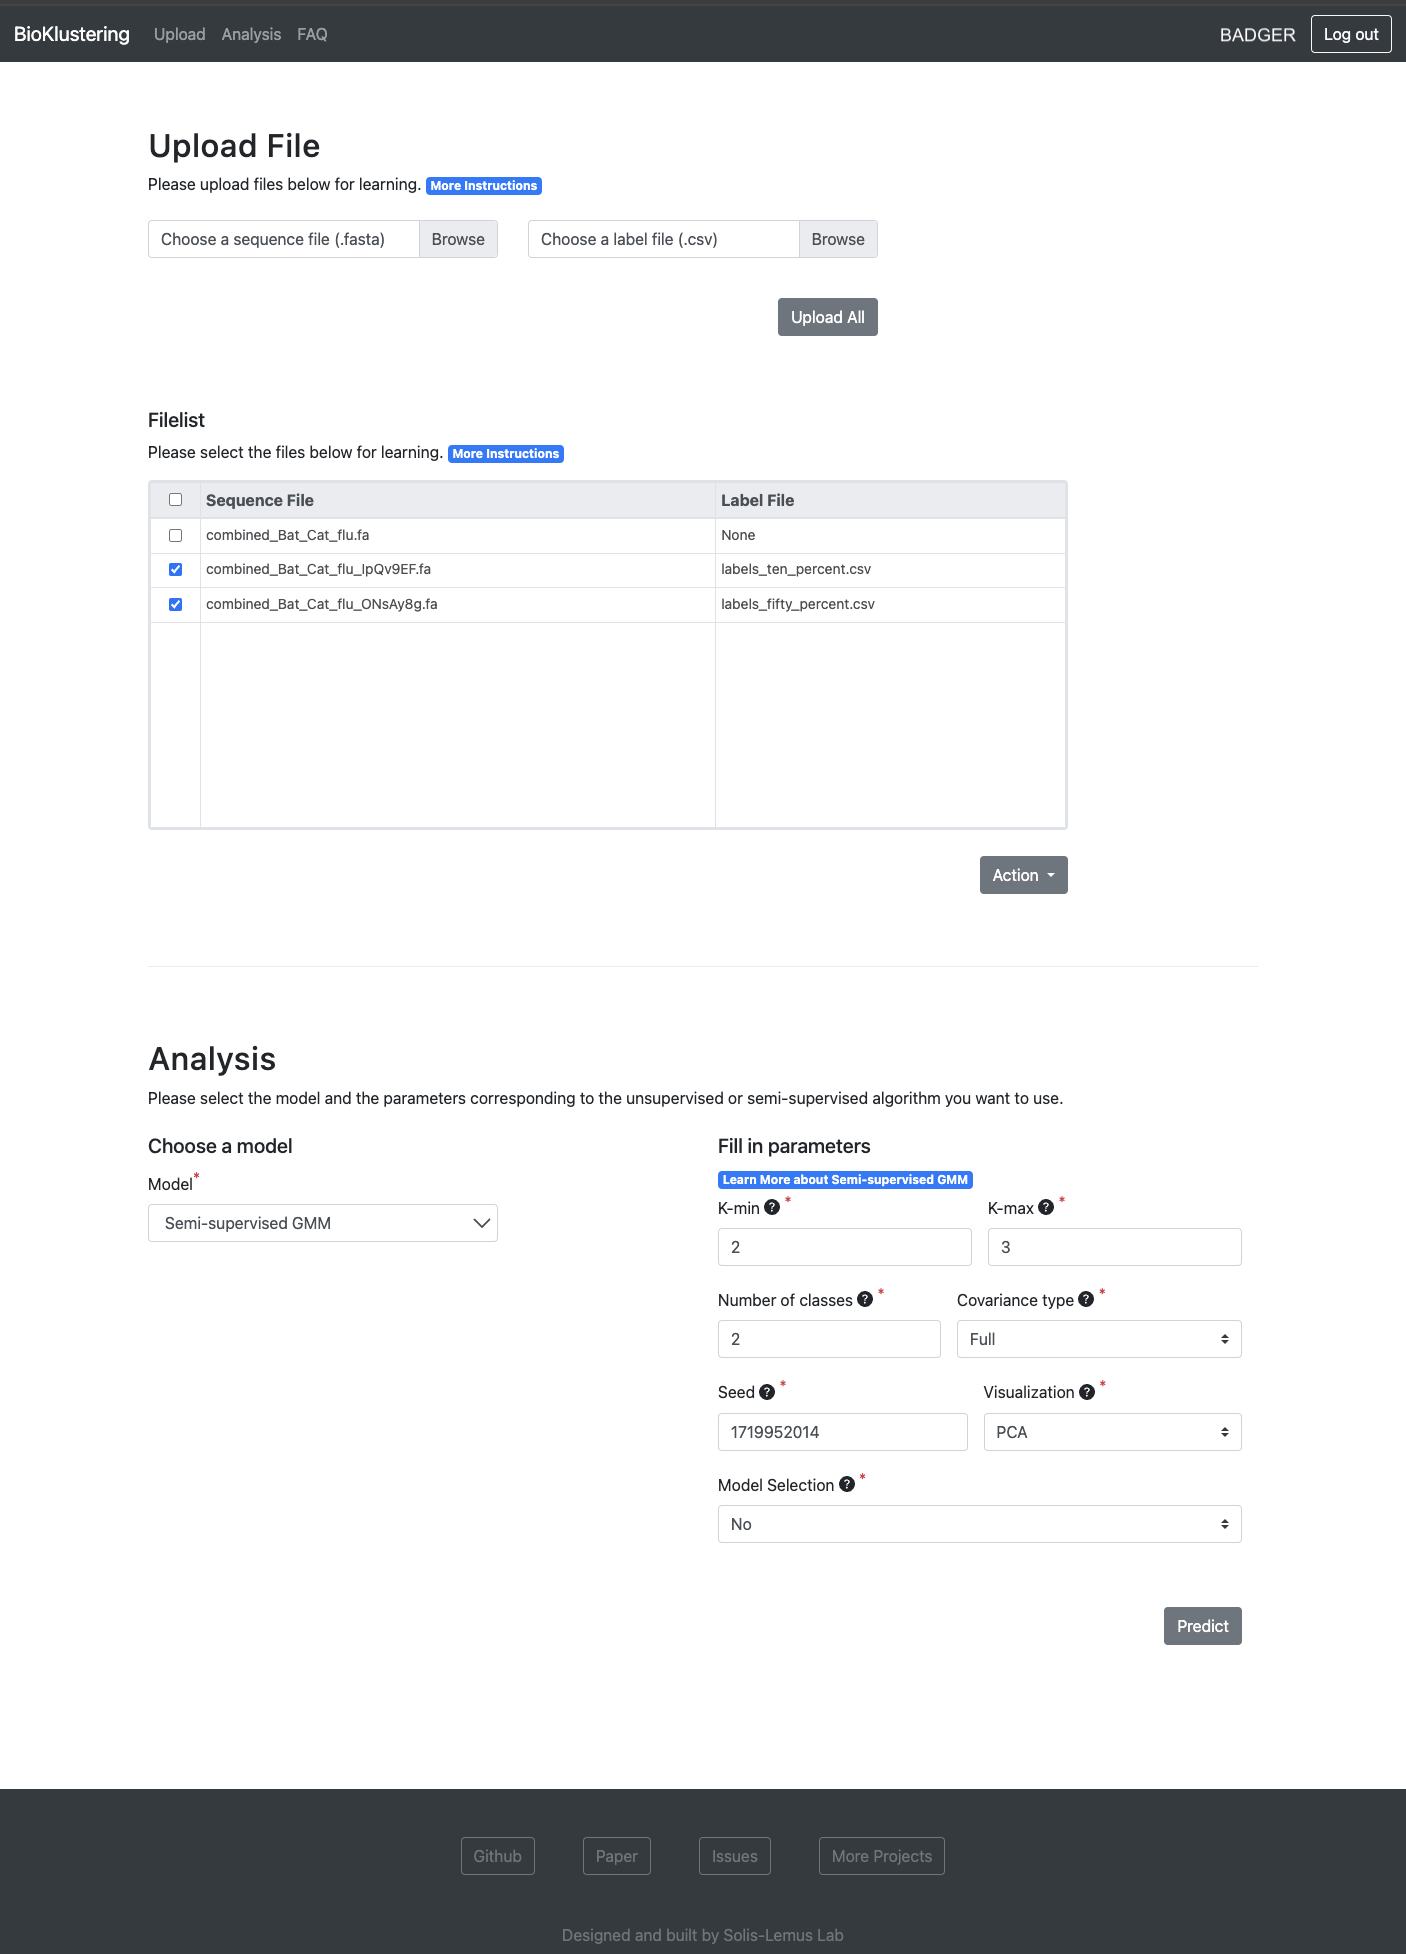 BioKlustering Upload Analysis FAQ BADGER Log out
Upload File
Please upload files below for learning. More Instructions
Choose a sequence file (.fasta) Browse Choose a label file (.csv) Browse
Upload All
Filelist
Please select the files below for learning. More Instructions
Sequence File Label File
combined_Bat_Cat_flu.fa None
combined_Bat_Cat_flu_IpQv9EF.fa labels_ten_percent.csv
combined_Bat_Cat_flu_ONsAy8g.fa labels_fifty_percent.csv
Action
Analysis
Please select the model and the parameters corresponding to the unsupervised or semi-supervised algorithm you want to use.
Choose a model
Model*
Semi-supervised GMM
Fill in parameters
Learn More about Semi-supervised GMM
K-min ? * K-max ? *
2 3
Number of classes ? * Covariance type ? *
2 Full
Seed ? * Visualization ? *
1719952014 PCA
Model Selection ? *
No
Predict
Github Paper Issues More Projects
Designed and built by Solis-Lemus Lab